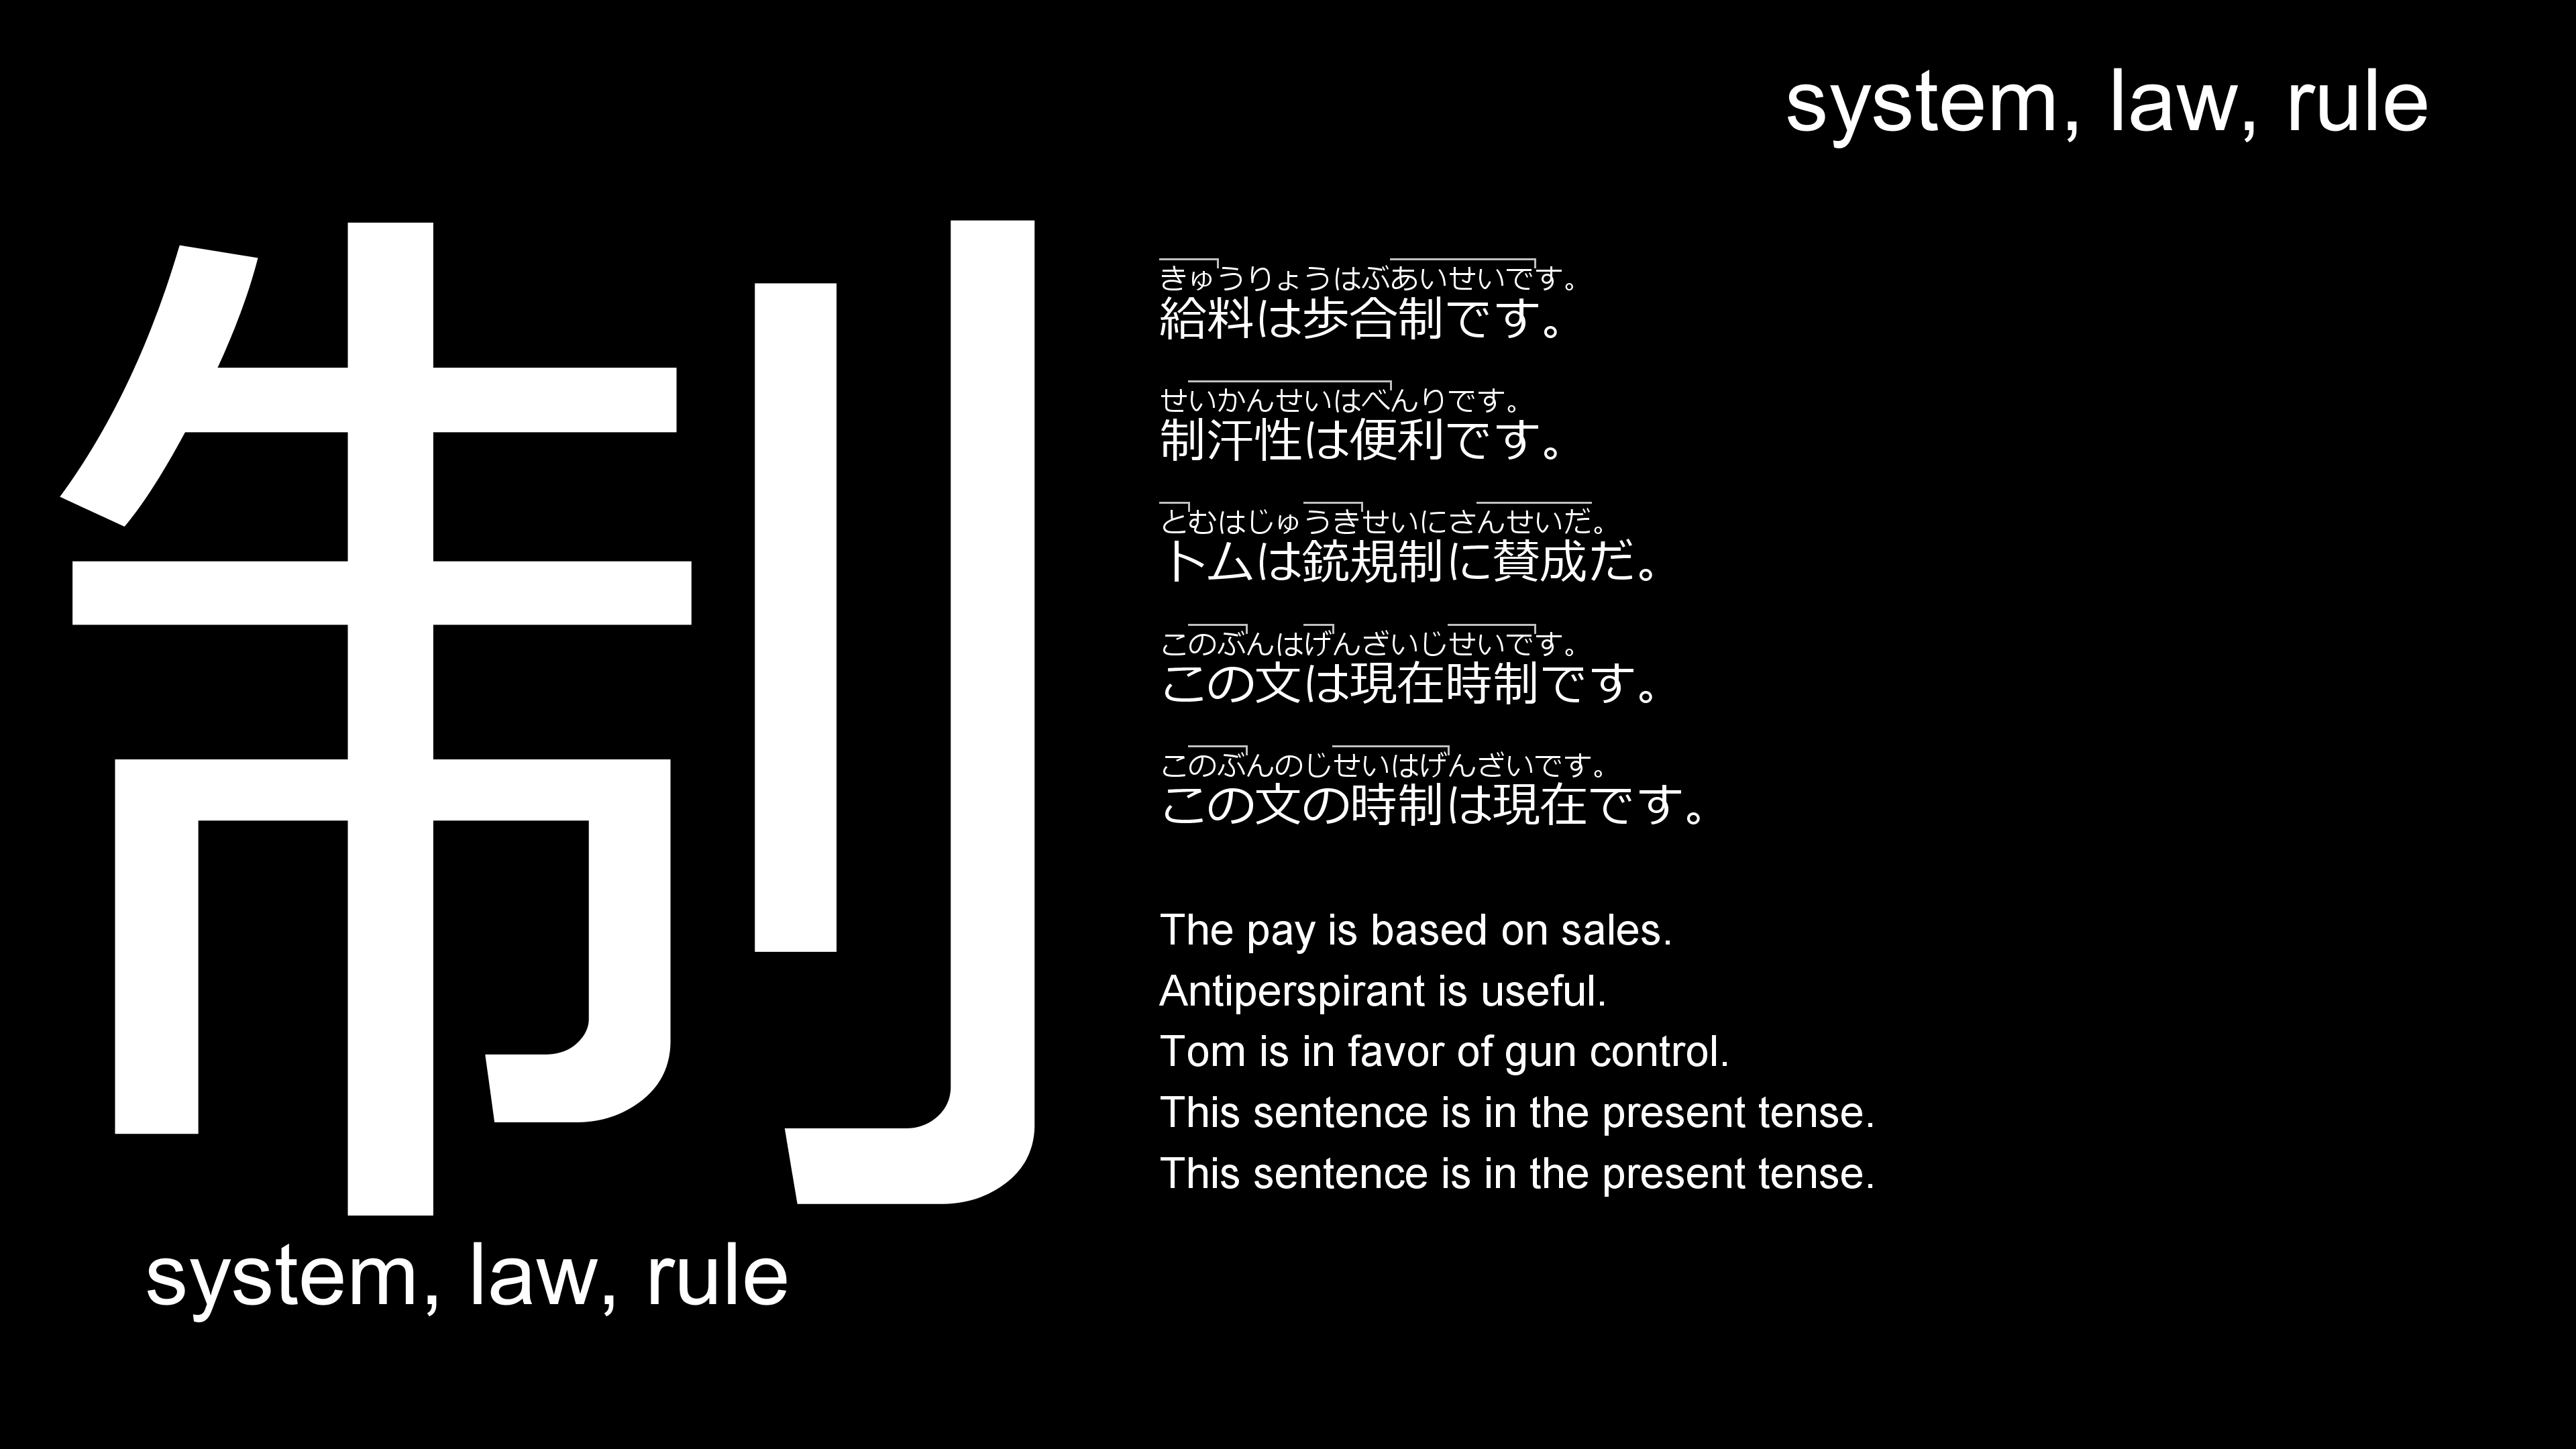 system, law, rule
制
system, law, rule
きゅうりょうはぶあいせいです。
給料は歩合制です。
せいかんせいはべんりです。
制汗性は便利です。
とむはじゅうきせいにさんせいだ。
トムは銃規制に賛成だ。
このぶんはげんざいじせいです。
この文は現在時制です。
このぶんのじせいはげんざいです。
この文の時制は現在です。
The pay is based on sales.
Antiperspirant is useful.
Tom is in favor of gun control.
This sentence is in the present tense.
This sentence is in the present tense.